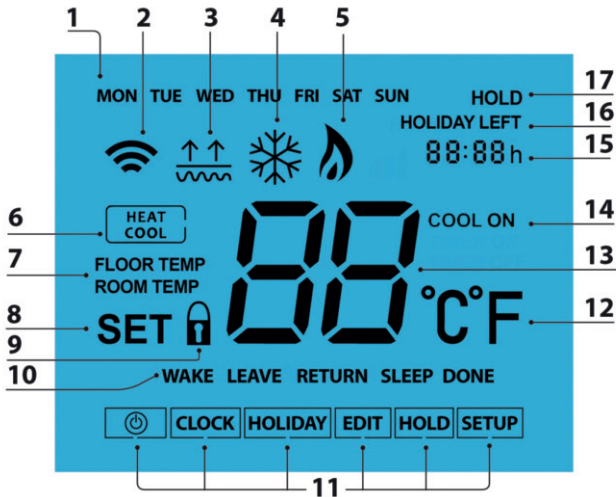 1 2 3 4 5
MON TUE WED THU FRI SAT SUN
HOLD 17
HOLIDAY LEFT 16
88:88h 15
6 HEAT
COOL
COOL ON 14
7 FLOOR TEMP
ROOM TEMP
88 13
8 SET
°C°F 12
9
10 WAKE LEAVE RETURN SLEEP DONE
CLOCK HOLIDAY EDIT HOLD SETUP
11